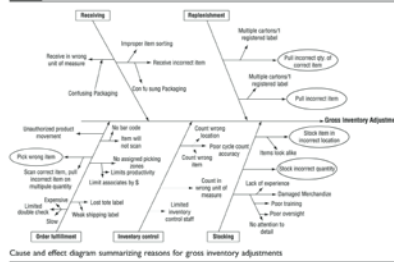 Receiving
Replenishment
Improper item sorting
Receive in wrong
unit of measure
Receive incorrect item
Confusing Packaging
Con fu sung Packaging
Multiple cartons/1
registered label
Pull incorrect qty. of
correct item
Multiple cartons/1
registered label
Pull incorrect item
Gross Inventory Adjustme
Unauthorized product
movement
No bar code
Item will
not scan
Pick wrong item
No assigned picking
zones
Limits productivity
Scan correct item, pull
incorrect item on
multipule quantity
Limit associates by $
Expensive
Limited
double check
Slow
Lost tote label
Weak shipping label
Order fulfillment
Count wrong
location
Poor cycle count
accuracy
Count wrong
item
Count in
wrong unit of
measure
Limited
inventory
control staff
Inventory control
Stock item in
incorrect location
Items look alike
Stock incorrect quantity
Lack of experience
Damaged Merchandize
Poor training
Poor oversight
No attention to
detail
Stocking
Cause and effect diagram summarizing reasons for gross inventory adjustments